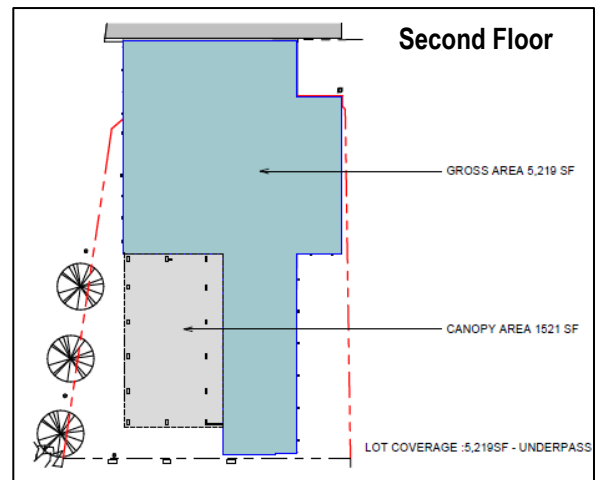 Second Floor
GROSS AREA 5,219 SF
CANOPY AREA 1521 SF
LOT COVERAGE :5,219SF - UNDERPASS